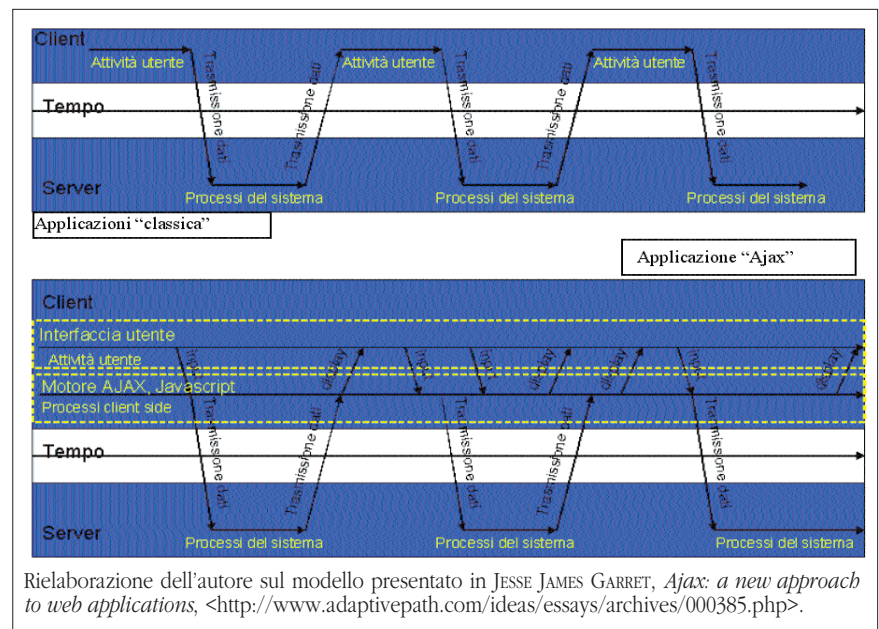 Client
Attività utente
Trasmissione dati
Trasmissione dati
Attività utente
Trasmissione dati
Trasmissione dati
Attività utente
Trasmissione dati
Tempo
Server
Processi del sistema
Processi del sistema
Processi del sistema
Applicazioni “classica”
Applicazione “Ajax”
Client
Interfaccia utente
Attività utente
input
display
input
input
display
display
input
display
Motore AJAX, Javascript
Processi client side
Trasmissione dati
Trasmissione dati
Trasmissione dati
Trasmissione dati
Trasmissione dati
Tempo
Server
Processi del sistema
Processi del sistema
Processi del sistema
Rielaborazione dell’autore sul modello presentato in JESSE JAMES GARRET, Ajax: a new approach
to web applications, <http://www.adaptivepath.com/ideas/essays/archives/000385.php>.